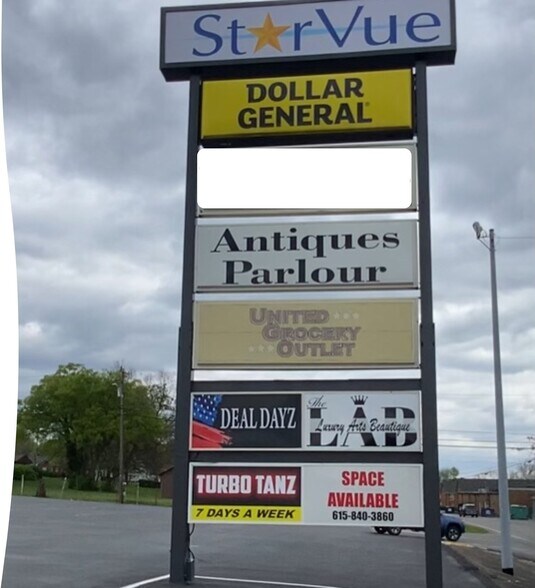 StarVue
DOLLAR
GENERAL
Antiques
Parlour
UNITED
GROCERY
OUTLET
DEAL DAYZ
The
LAB
Luxury Arts Beautique
TURBO TANZ
7 DAYS A WEEK
SPACE
AVAILABLE
615-840-3860